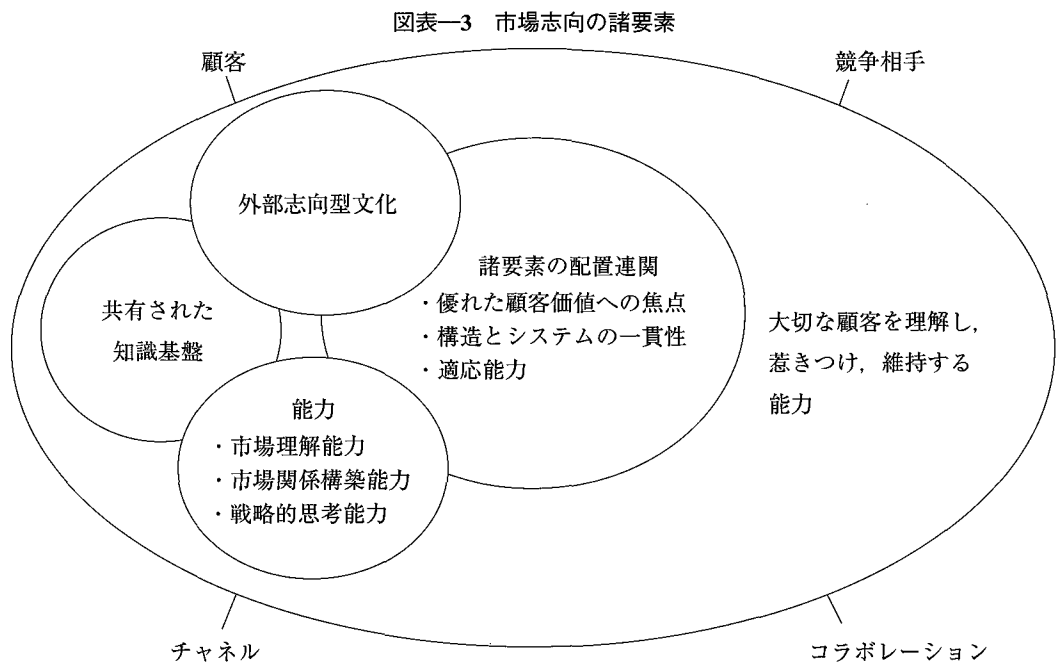 図表―3 市場志向の諸要素
顧客
競争相手
外部志向型文化
共有された
知識基盤
諸要素の配置連関
・優れた顧客価値への焦点
・構造とシステムの一貫性
・適応能力
大切な顧客を理解し,
惹きつけ,維持する
能力
能力
・市場理解能力
・市場関係構築能力
・戦略的思考能力
チャネル
コラボレーション